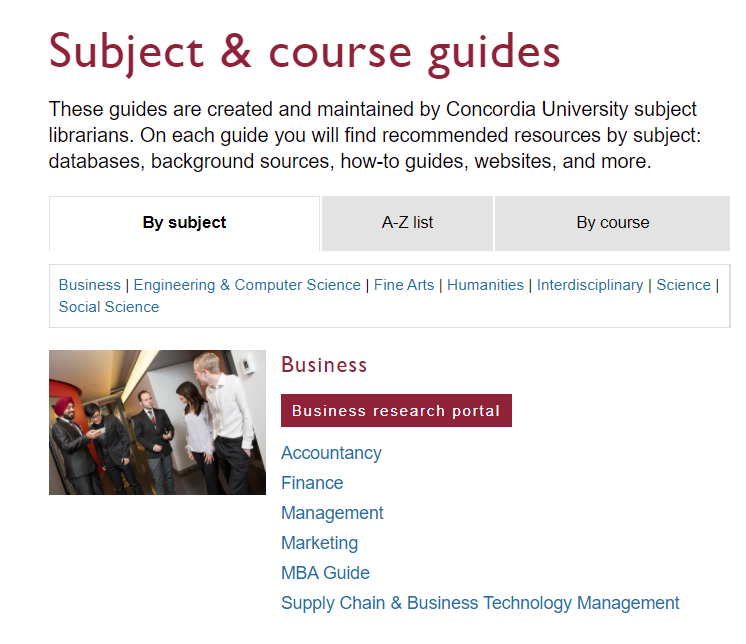 Subject & course guides
These guides are created and maintained by Concordia University subject
librarians. On each guide you will find recommended resources by subject:
databases, background sources, how-to guides, websites, and more.
By subject
A-Z list
By course
Business | Engineering & Computer Science | Fine Arts | Humanities | Interdisciplinary | Science |
Social Science
Business
Business research portal
Accountancy
Finance
Management
Marketing
MBA Guide
Supply Chain & Business Technology Management